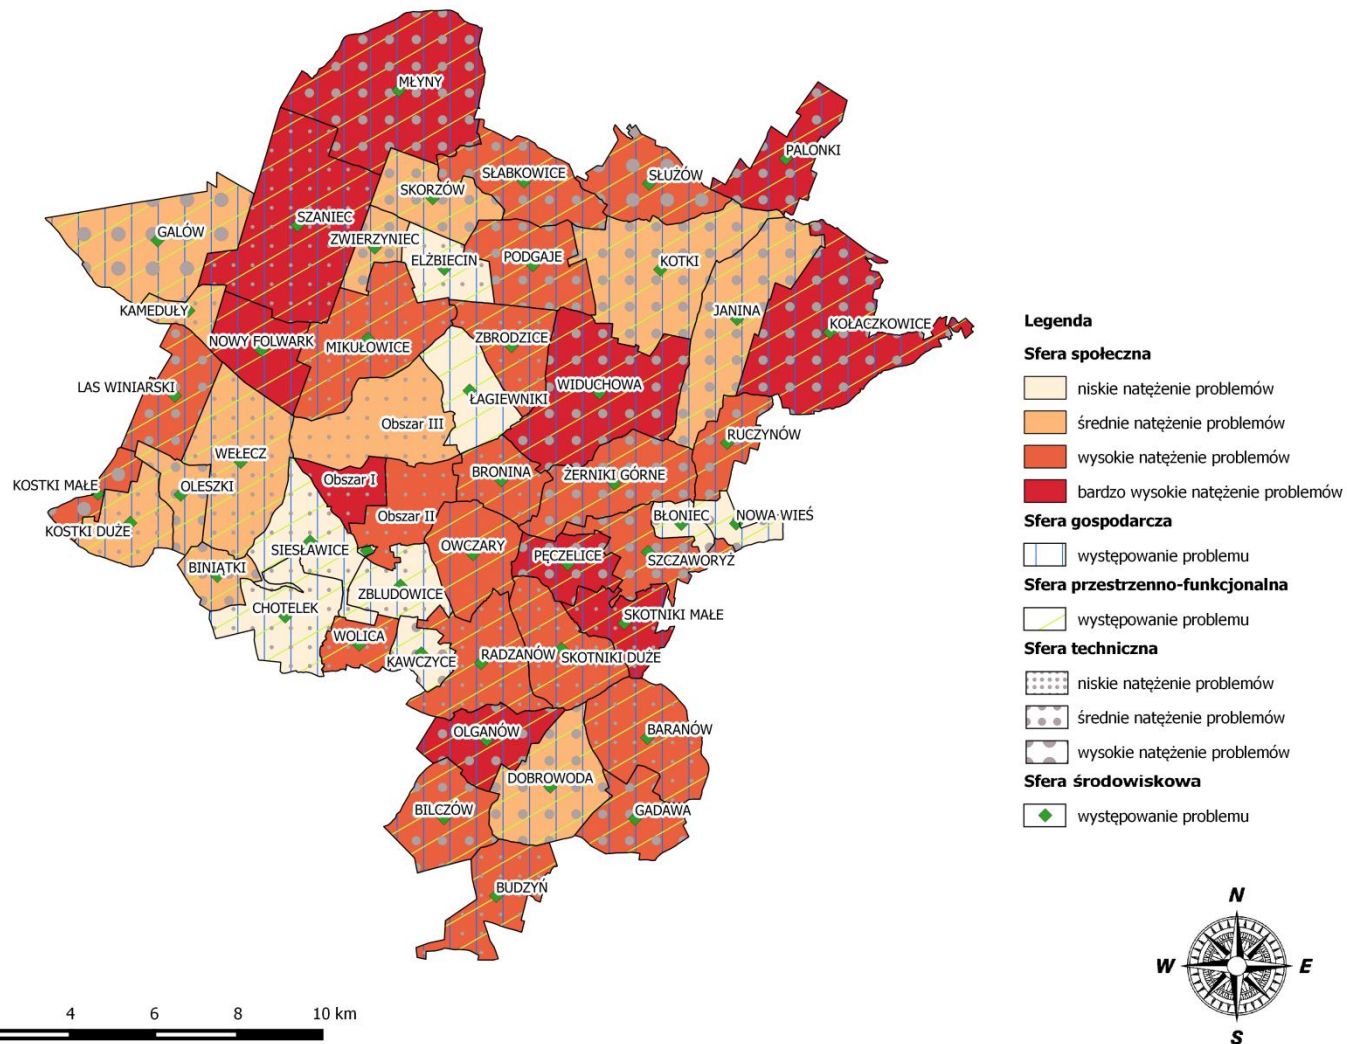 MŁYNY
PALONKI
SŁABKOWICE
SŁUŻÓW
SKORZÓW
SZANIEC
GALÓW
ZWIERZYNIEC
ELŻBIECIN
PODGAJE
KOTKI
KAMEDUŁY
JANINA
KOŁACZKOWICE
NOWY FOLWARK
MIKUŁOWICE
ZBRODZICE
LAS WINIARSKI
WIDUCHOWA
ŁAGIEWNIKI
Obszar III
RUCZYNÓW
WEŁECZ
BRONINA
ŻERNIKI GÓRNE
KOSTKI MAŁE
OLESZKI
Obszar I
Obszar II
BŁONIEC
NOWA WIEŚ
KOSTKI DUŻE
SIESŁAWICE
OWCZARY
PĘCZELICE
SZCZAWORYŻ
BINIĄTKI
ZBLUDOWICE
CHOTELEK
SKOTNIKI MAŁE
WOLICA
KAWCZYCE
RADZANÓW
SKOTNIKI DUŻE
OLGANÓW
BARANÓW
DOBROWODA
BILCZÓW
GADAWA
BUDZYŃ
Legenda
Sfera społeczna
niskie natężenie problemów
średnie natężenie problemów
wysokie natężenie problemów
bardzo wysokie natężenie problemów
Sfera gospodarcza
występowanie problemu
Sfera przestrzenno-funkcjonalna
występowanie problemu
Sfera techniczna
niskie natężenie problemów
średnie natężenie problemów
wysokie natężenie problemów
Sfera środowiskowa
występowanie problemu
N
W E
S
4 6 8 10 km